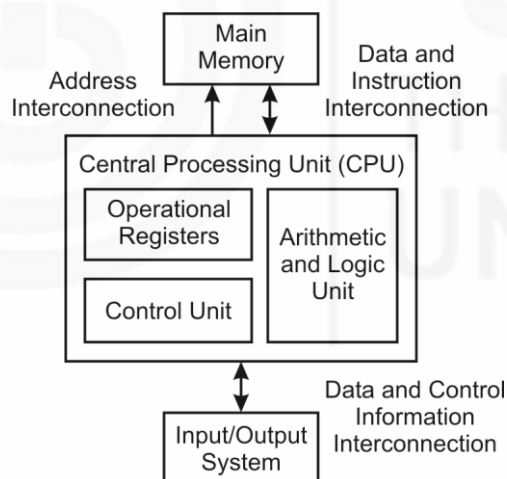 Main
Memory
Address
Interconnection
Data and
Instruction
Interconnection
Central Processing Unit (CPU)
Operational
Registers
Arithmetic
and Logic
Unit
Control Unit
Data and Control
Information
Interconnection
Input/Output
System